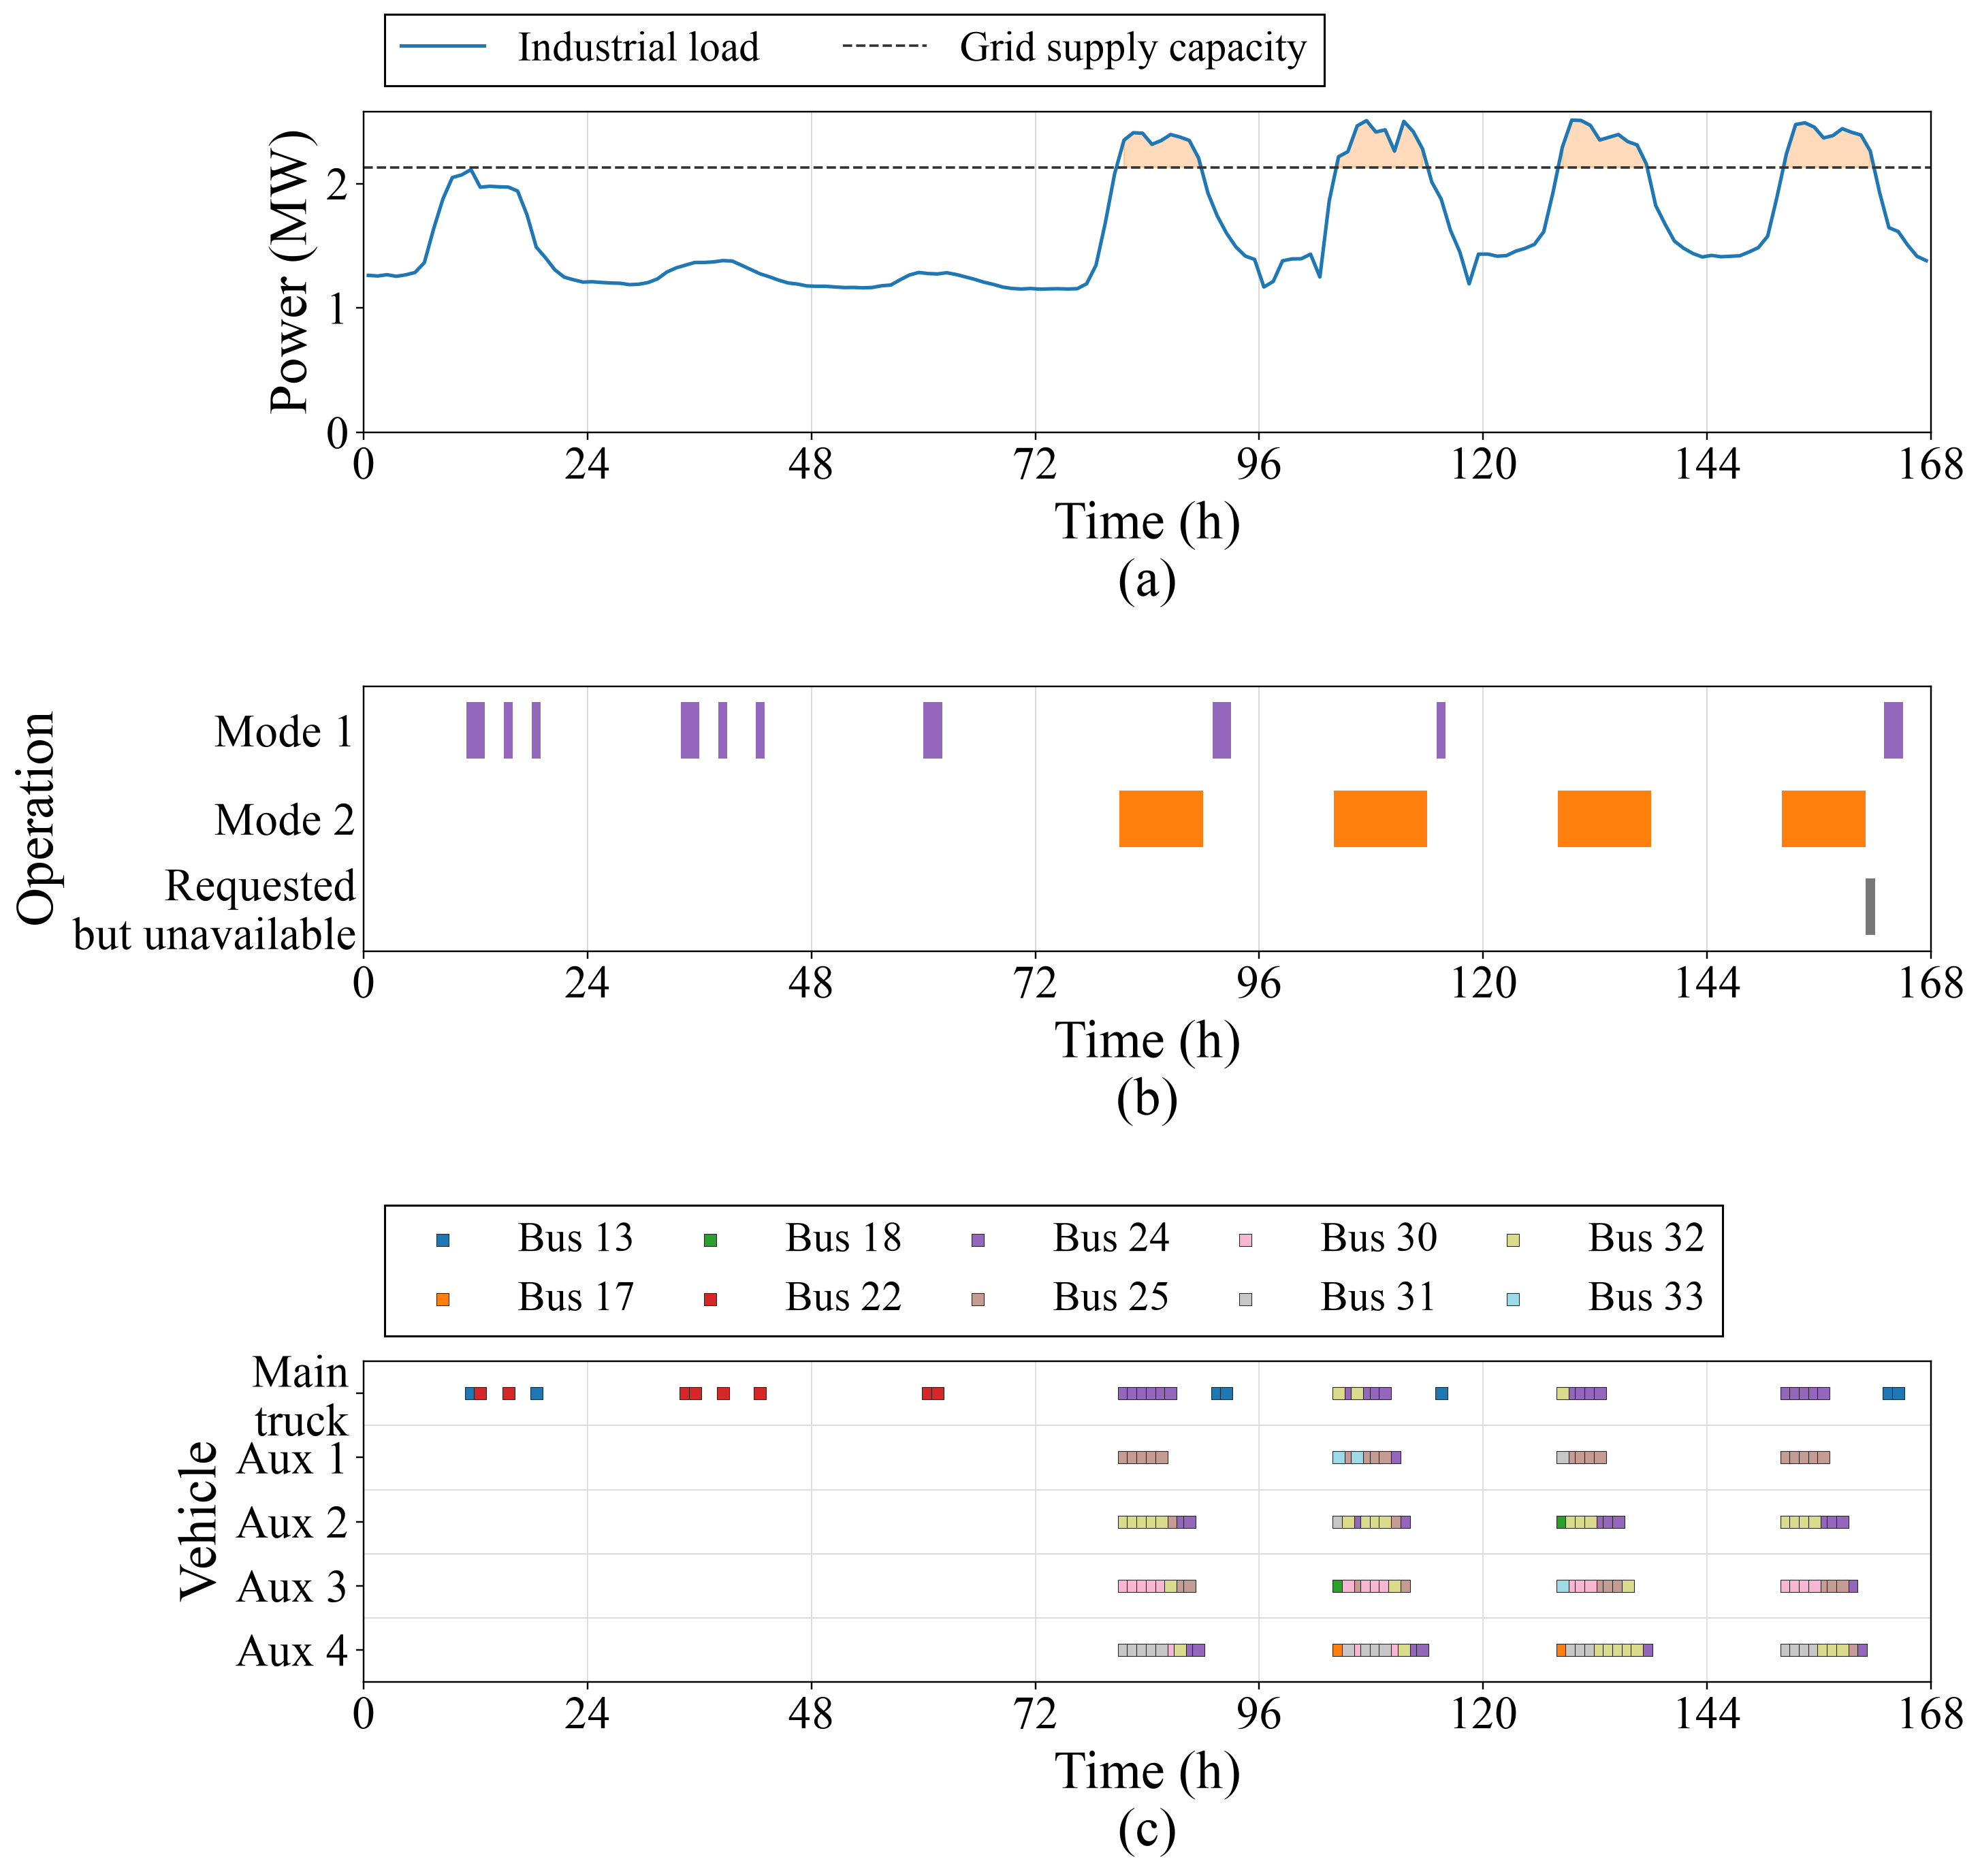 Industrial load Grid supply capacity
Power (MW)
2
1
0
0 24 48 72 96 120 144 168
Time (h)
(a)
Operation
Mode 1
Mode 2
Requested
but unavailable
0 24 48 72 96 120 144 168
Time (h)
(b)
Bus 13 Bus 18 Bus 24 Bus 30 Bus 32
Bus 17 Bus 22 Bus 25 Bus 31 Bus 33
Vehicle
Main
truck
Aux 1
Aux 2
Aux 3
Aux 4
0 24 48 72 96 120 144 168
Time (h)
(c)